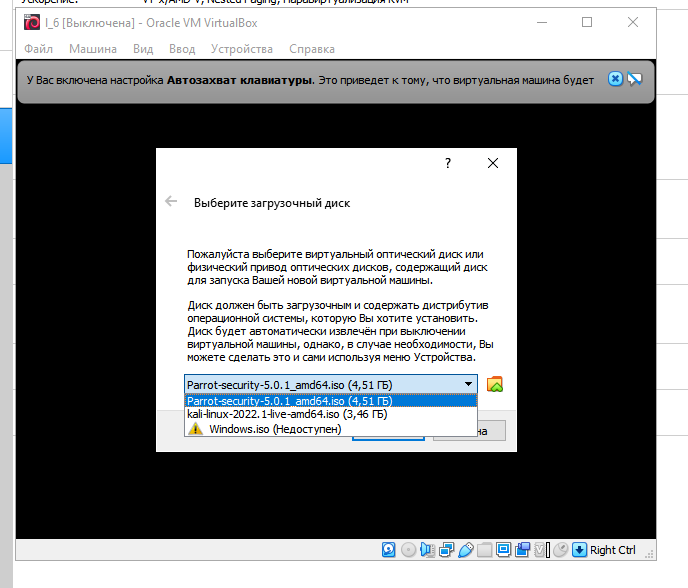 Ускорение: VT-x/AMD-V, Nested Paging, Паравиртуализация KVM
I_6 [Выключена] - Oracle VM VirtualBox
Файл Машина Вид Ввод Устройства Справка
У Вас включена настройка Автозахват клавиатуры. Это приведет к тому, что виртуальная машина будет
?
Выберите загрузочный диск
Пожалуйста выберите виртуальный оптический диск или
физический привод оптических дисков, содержащий диск
для запуска Вашей новой виртуальной машины.
Диск должен быть загрузочным и содержать дистрибутив
операционной системы, которую Вы хотите установить.
Диск будет автоматически извлечён при выключении
виртуальной машины, однако, в случае необходимости, Вы
можете сделать это и сами используя меню Устройства.
Parrot-security-5.0.1_amd64.iso (4,51 ГБ)
Parrot-security-5.0.1_amd64.iso (4,51 ГБ)
kali-linux-2022.1-live-amd64.iso (3,46 ГБ)
Windows.iso (Недоступен)
на
Right Ctrl